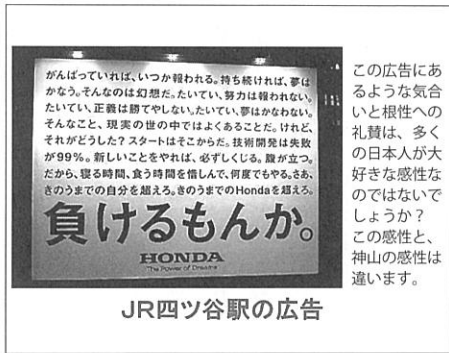 がんばっていれば、いつか報われる。持ち続ければ、夢は
かなう。そんなのは幻想だ。たいてい、努力は報われない。
たいてい、正義は勝てやしない。たいてい、夢はかなわない。
そんなこと、現実の世の中ではよくあることだ。けれど、
それがどうした？スタートはそこからだ。技術開発は失敗
が99%。新しいことをやれば、必ずしくじる。腹が立つ。
だから、寝る時間、食う時間を惜しんで、何度でもやる。さあ、
きのうまでの自分を超えろ。きのうまでのHondaを超えろ。
負けるもんか。
HONDA
The Power of Dreams
JR四ツ谷駅の広告
この広告にあ
るような気合
いと根性への
礼賛は、多く
の日本人が大
好きな感性な
のではないで
しょうか？
この感性と、
神山の感性は
違います。